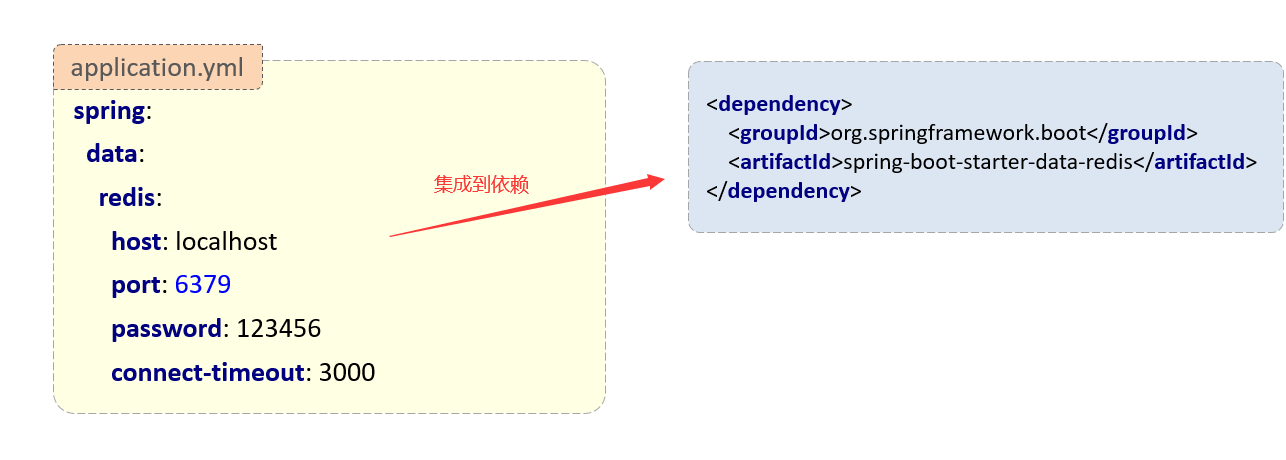 application.yml
spring:
data:
redis:
host: localhost
port: 6379
password: 123456
connect-timeout: 3000
集成到依赖
<dependency>
<groupId>org.springframework.boot</groupId>
<artifactId>spring-boot-starter-data-redis</artifactId>
</dependency>